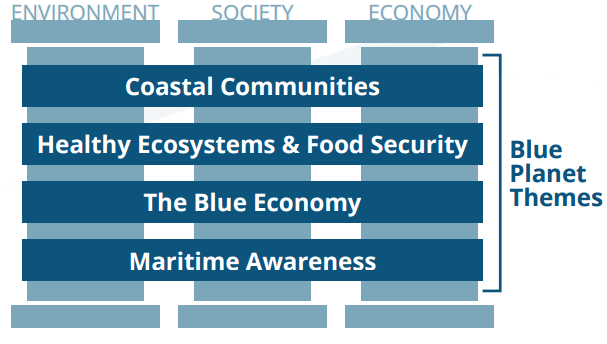 ENVIRONMENT SOCIETY ECONOMY
Coastal Communities
Healthy Ecosystems & Food Security
The Blue Economy
Maritime Awareness
Blue
Planet
Themes